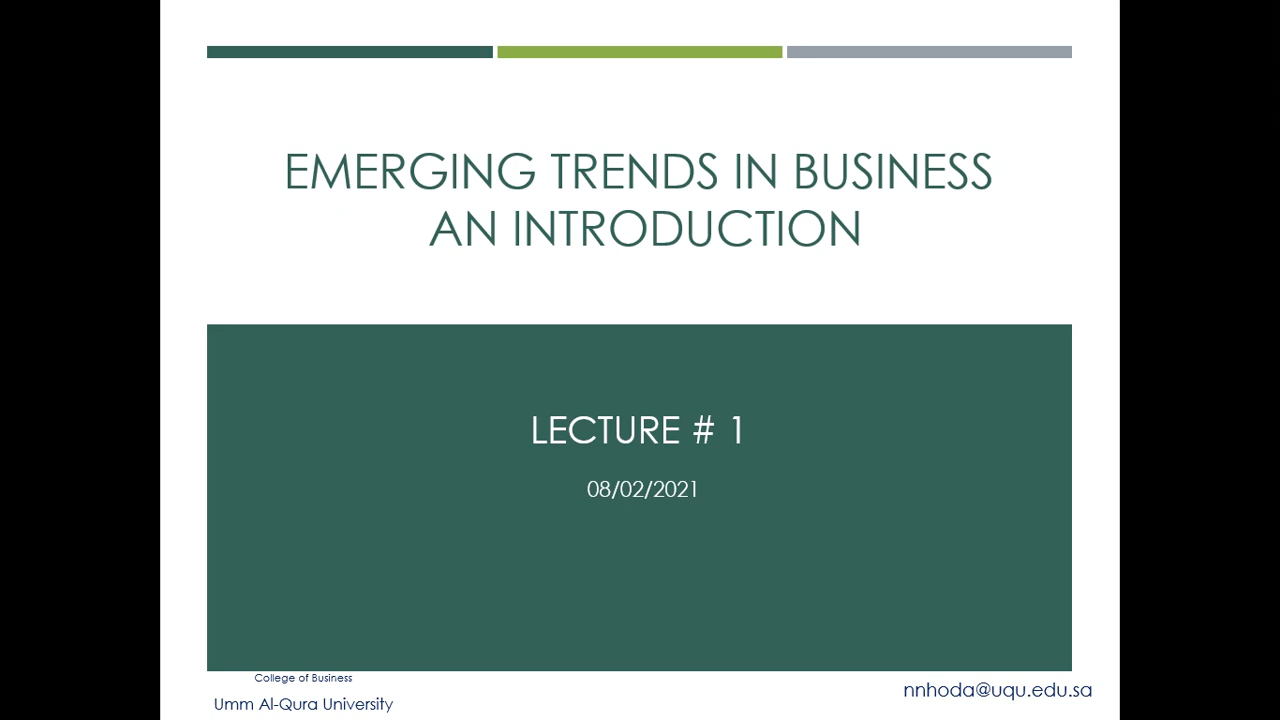 EMERGING TRENDS IN BUSINESS
AN INTRODUCTION
LECTURE # 1
08/02/2021
College of Business
Umm Al-Qura University
nnhoda@uqu.edu.sa